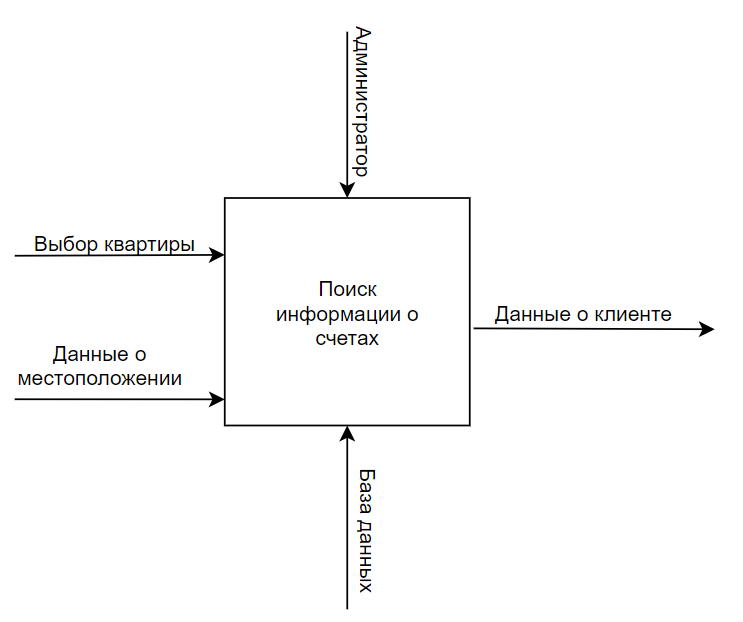 Администратор
Выбор квартиры
Поиск
информации о
счетах
Данные о клиенте
Данные о
местоположении
База данных